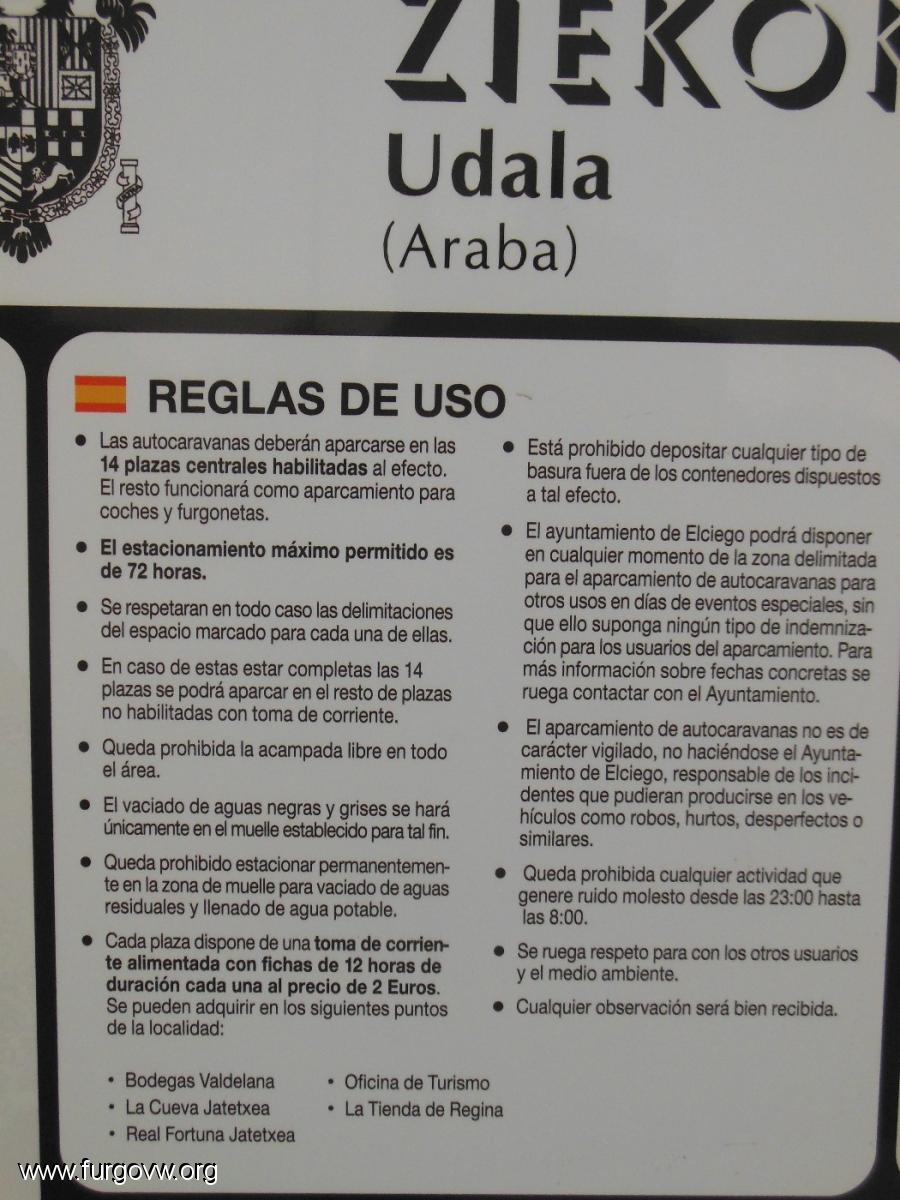 ZIEKO
Udala
(Araba)
REGLAS DE USO
• Las autocaravanas deberán aparcarse en las
14 plazas centrales habilitadas al efecto.
El resto funcionará como aparcamiento para
coches y furgonetas.
• El estacionamiento máximo permitido es
de 72 horas.
• Se respetaran en todo caso las delimitaciones
del espacio marcado para cada una de ellas.
• En caso de estas estar completas las 14
plazas se podrá aparcar en el resto de plazas
no habilitadas con toma de corriente.
• Queda prohibida la acampada libre en todo
el área.
• El vaciado de aguas negras y grises se hará
únicamente en el muelle establecido para tal fin.
• Queda prohibido estacionar permanentemen-
te en la zona de muelle para vaciado de aguas
residuales y llenado de agua potable.
• Cada plaza dispone de una toma de corrien-
te alimentada con fichas de 12 horas de
duración cada una al precio de 2 Euros.
Se pueden adquirir en los siguientes puntos
de la localidad:
• Bodegas Valdelana
• La Cueva Jatetxea
• Real Fortuna Jatetxea
• Oficina de Turismo
• La Tienda de Regina
• Está prohibido depositar cualquier tipo de
basura fuera de los contenedores dispuestos
a tal efecto.
• El ayuntamiento de Elciego podrá disponer
en cualquier momento de la zona delimitada
para el aparcamiento de autocaravanas para
otros usos en días de eventos especiales, sin
que ello suponga ningún tipo de indemniza-
ción para los usuarios del aparcamiento. Para
más información sobre fechas concretas se
ruega contactar con el Ayuntamiento.
• El aparcamiento de autocaravanas no es de
carácter vigilado, no haciéndose el Ayunta-
miento de Elciego, responsable de los inci-
dentes que pudieran producirse en los ve-
hículos como robos, hurtos, desperfectos o
similares.
• Queda prohibida cualquier actividad que
genere ruido molesto desde las 23:00 hasta
las 8:00.
• Se ruega respeto para con los otros usuarios
y el medio ambiente.
• Cualquier observación será bien recibida.
www.furgovw.org